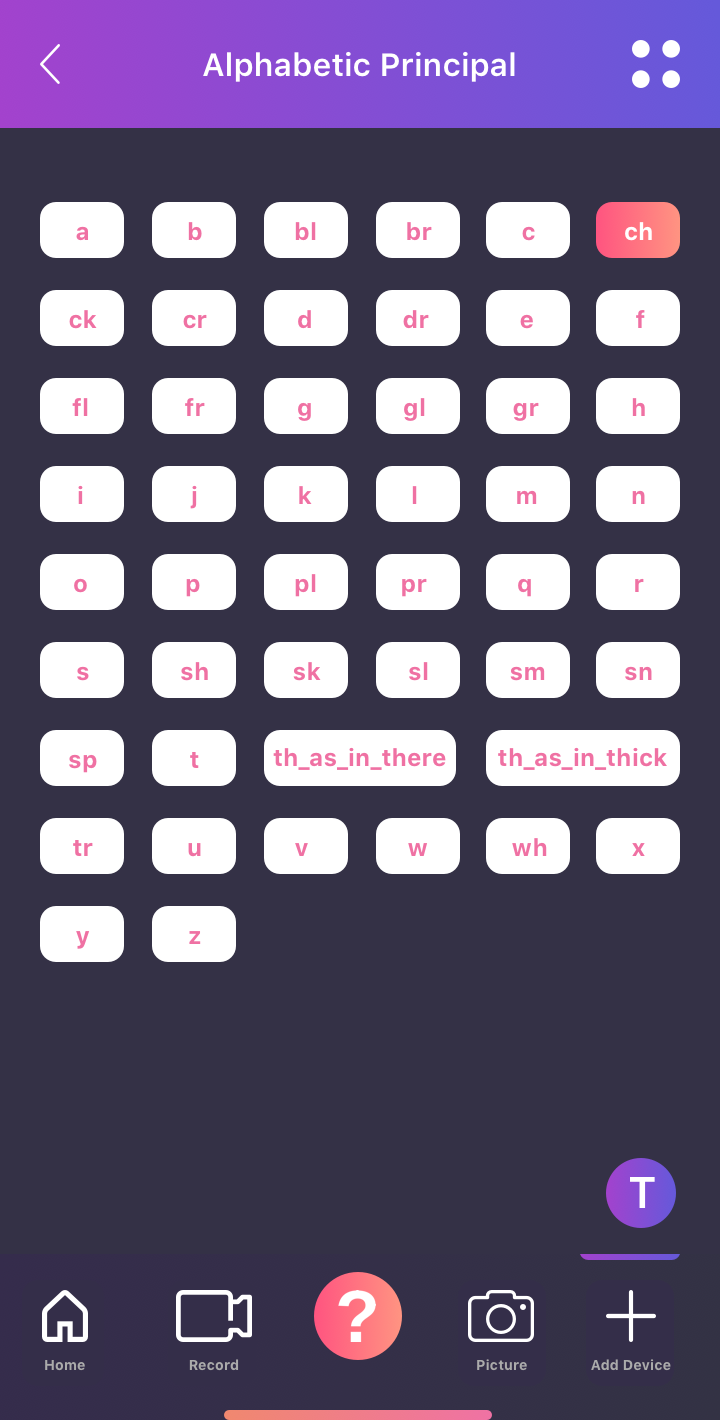 Alphabetic Principal
a b bl br c ch
ck cr d dr e f
fl fr g gl gr h
i j k l m n
o p pl pr q r
s sh sk sl sm sn
sp t th_as_in_there th_as_in_thick
tr u v w wh x
y z
T
?
Home Record Picture Add Device